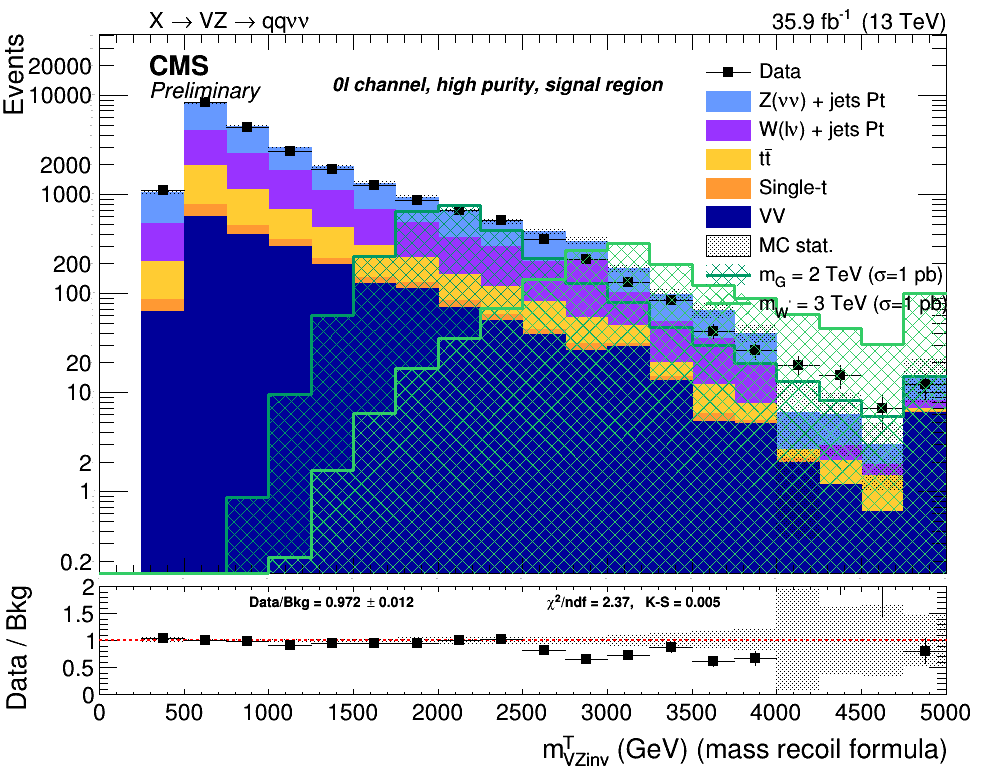 X → VZ → qqνν
35.9 fb⁻¹ (13 TeV)
Events
CMS
Preliminary
0l channel, high purity, signal region
Data
Z(νν) + jets Pt
W(lν) + jets Pt
tt̄
Single-t
VV
MC stat.
m_G = 2 TeV (σ=1 pb)
m_W' = 3 TeV (σ=1 pb)
20000
10000
2000
1000
200
100
20
10
2
1
0.2
Data / Bkg
Data/Bkg = 0.972 ± 0.012
χ²/ndf = 2.37, K-S = 0.005
2
1.5
1
0.5
0
0 500 1000 1500 2000 2500 3000 3500 4000 4500 5000
m^T_VZinv (GeV) (mass recoil formula)